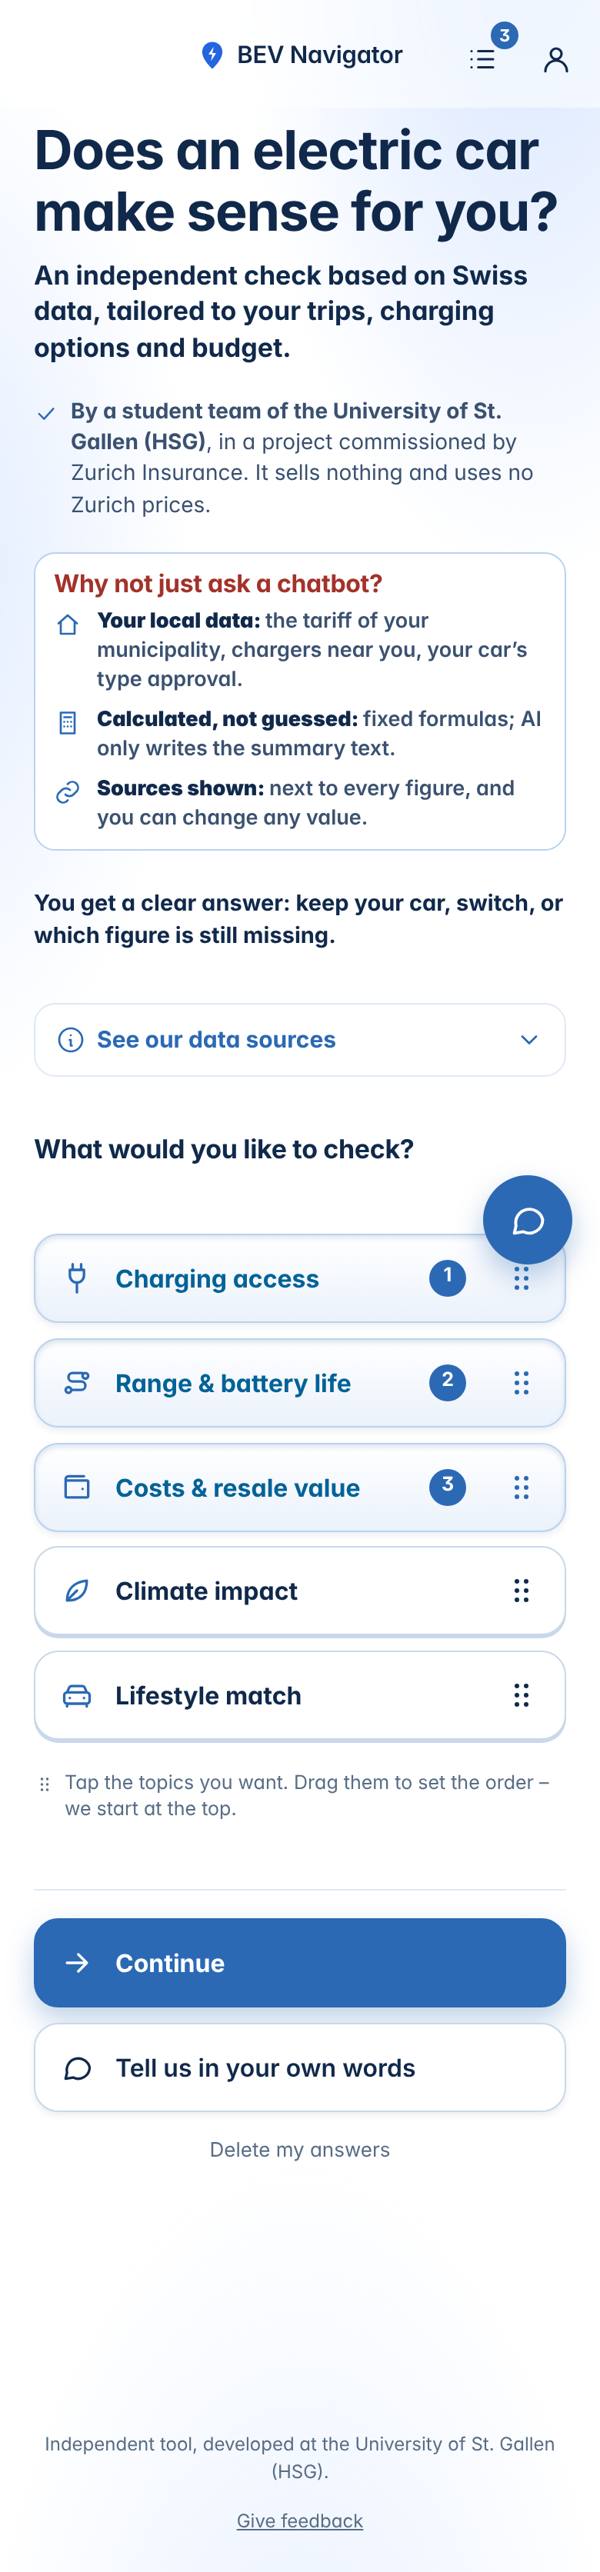 BEV Navigator
3
Does an electric car
make sense for you?
An independent check based on Swiss
data, tailored to your trips, charging
options and budget.
By a student team of the University of St.
Gallen (HSG), in a project commissioned by
Zurich Insurance. It sells nothing and uses no
Zurich prices.
Why not just ask a chatbot?
Your local data: the tariff of your
municipality, chargers near you, your car’s
type approval.
Calculated, not guessed: fixed formulas; AI
only writes the summary text.
Sources shown: next to every figure, and
you can change any value.
You get a clear answer: keep your car, switch, or
which figure is still missing.
See our data sources
What would you like to check?
Charging access 1
Range & battery life 2
Costs & resale value 3
Climate impact
Lifestyle match
Tap the topics you want. Drag them to set the order –
we start at the top.
Continue
Tell us in your own words
Delete my answers
Independent tool, developed at the University of St. Gallen
(HSG).
Give feedback